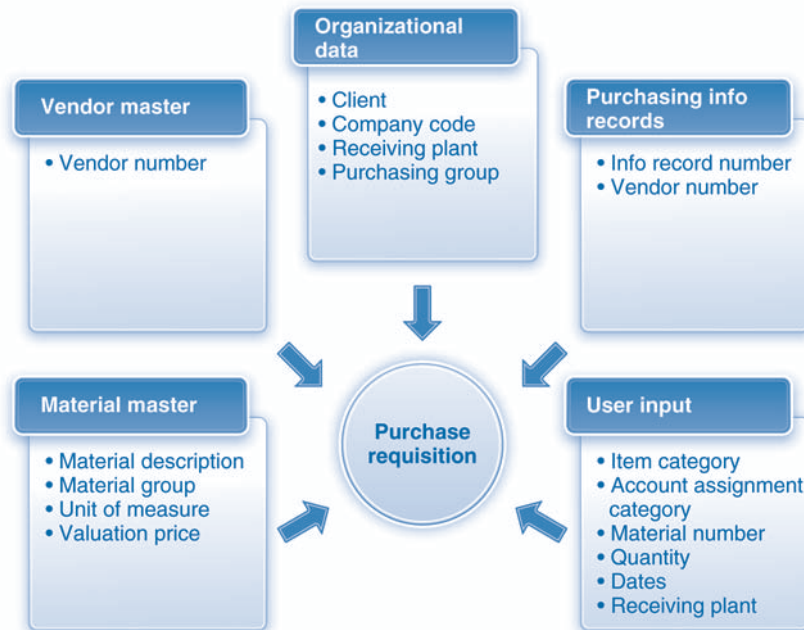 Organizational
data
• Client
• Company code
• Receiving plant
• Purchasing group
Vendor master
• Vendor number
Purchasing info
records
• Info record number
• Vendor number
Material master
• Material description
• Material group
• Unit of measure
• Valuation price
Purchase
requisition
User input
• Item category
• Account assignment
category
• Material number
• Quantity
• Dates
• Receiving plant